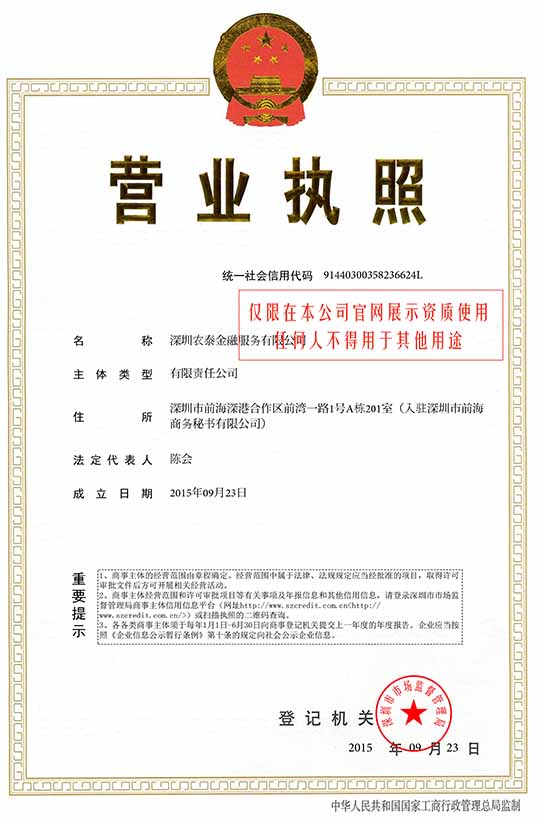 营业执照
统一社会信用代码 91440300358236624L
仅限在本公司官网展示资质使用
任何人不得用于其他用途
名称 深圳农泰金融服务有限公司
主体类型 有限责任公司
住所 深圳市前海深港合作区前湾一路1号A栋201室（入驻深圳市前海
商务秘书有限公司）
法定代表人 陈会
成立日期 2015年09月23日
重要提示
1、商事主体的经营范围由章程确定。经营范围中属于法律、法规规定应当经批准的项目，取得许可
审批文件后方可开展相关经营活动。
2、商事主体经营范围和许可审批项目等有关事项及年报信息和其他信用信息，请登录深圳市市场监
督管理局商事主体信用信息平台（网址http://www.szcredit.com.cn(http://
www.szcredit.com.cn/>）或扫描执照的二维码查询。
3、各各类商事主体须于每年1月1日-6月30日向商事登记机关提交上一年度的年度报告。企业应当按
照《企业信息公示暂行条例》第十条的规定向社会公示企业信息。
登记机关
深圳市市场监督管理局
2015 年 09 月 23 日
中华人民共和国国家工商行政管理总局监制